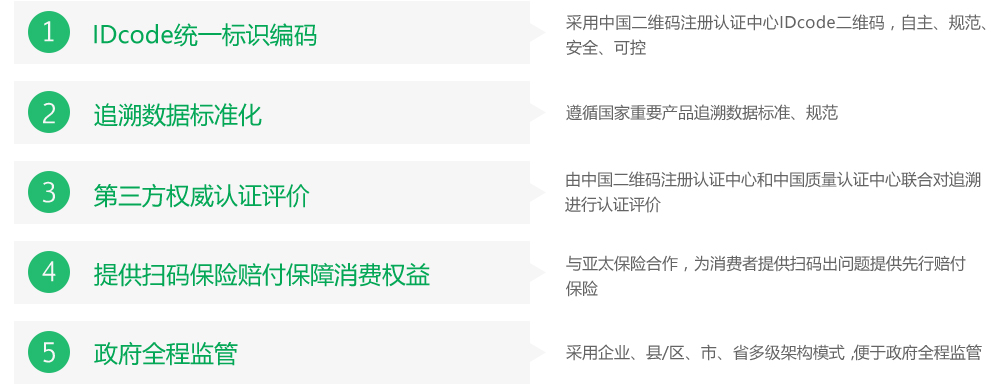 1
IDcode统一标识编码
采用中国二维码注册认证中心IDcode二维码，自主、规范、
安全、可控
2
追溯数据标准化
遵循国家重要产品追溯数据标准、规范
3
第三方权威认证评价
由中国二维码注册认证中心和中国质量认证中心联合对追溯
进行认证评价
4
提供扫码保险赔付保障消费权益
与亚太保险合作，为消费者提供扫码出问题提供先行赔付
保险
5
政府全程监管
采用企业、县/区、市、省多级架构模式,便于政府全程监管